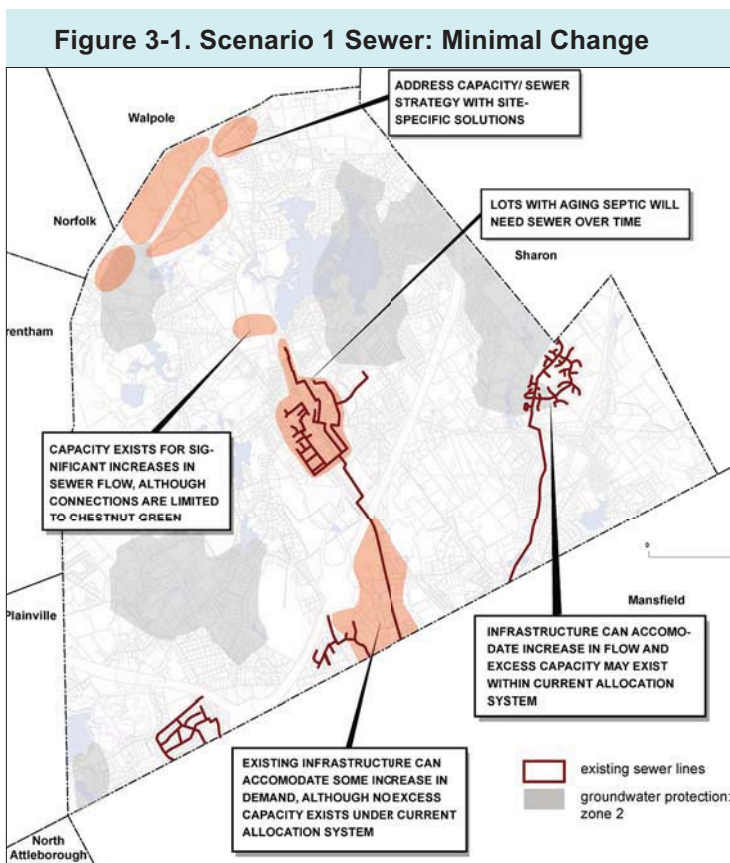 Figure 3-1. Scenario 1 Sewer: Minimal Change
ADDRESS CAPACITY/ SEWER
STRATEGY WITH SITE-
SPECIFIC SOLUTIONS
Walpole
LOTS WITH AGING SEPTIC WILL
NEED SEWER OVER TIME
Norfolk
Sharon
rentham
CAPACITY EXISTS FOR SIG-
NIFICANT INCREASES IN
SEWER FLOW, ALTHOUGH
CONNECTIONS ARE LIMITED
TO CHESTNUT GREEN
0
Plainville
Mansfield
INFRASTRUCTURE CAN ACCOMO-
DATE INCREASE IN FLOW AND
EXCESS CAPACITY MAY EXIST
WITHIN CURRENT ALLOCATION
SYSTEM
EXISTING INFRASTRUCTURE CAN
ACCOMODATE SOME INCREASE IN
DEMAND, ALTHOUGH NO EXCESS
CAPACITY EXISTS UNDER CURRENT
ALLOCATION SYSTEM
existing sewer lines
groundwater protection:
zone 2
North
Attleborough